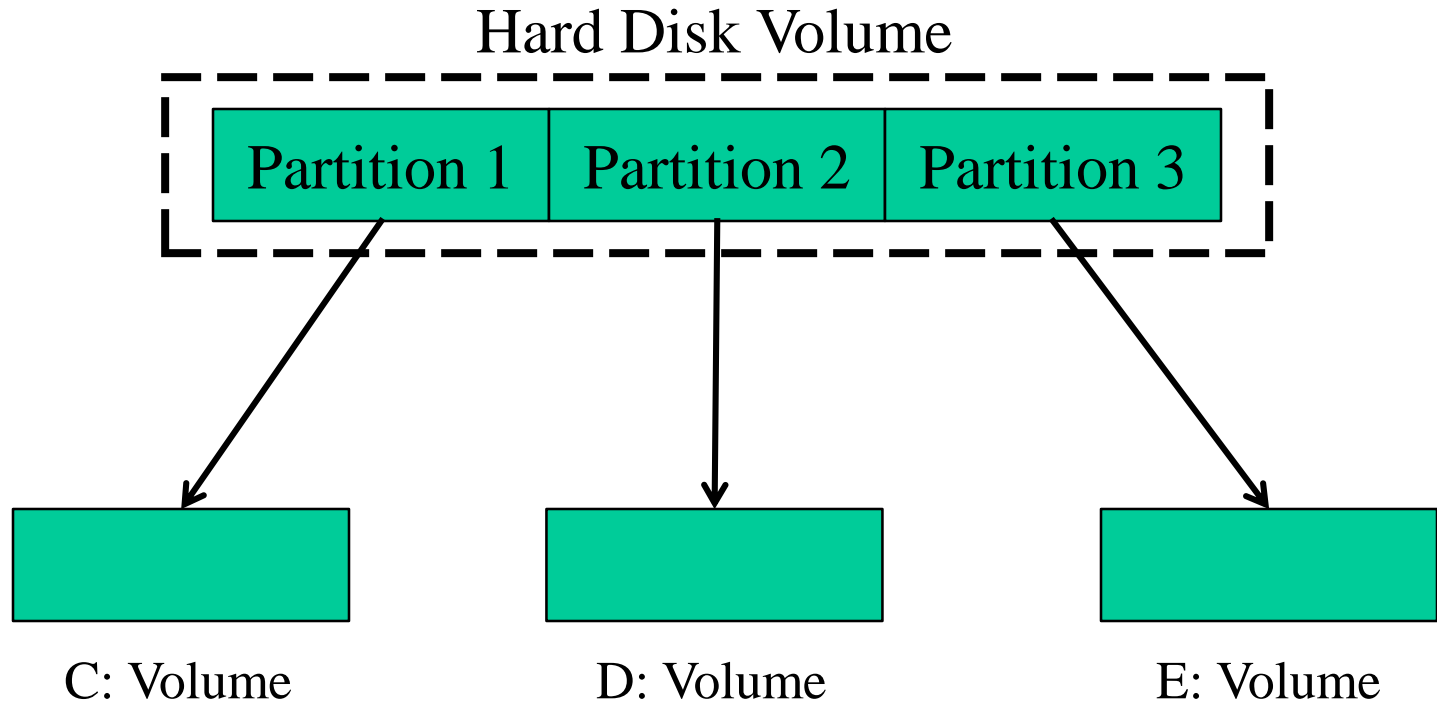 Hard Disk Volume
Partition 1
Partition 2
Partition 3
C: Volume
D: Volume
E: Volume